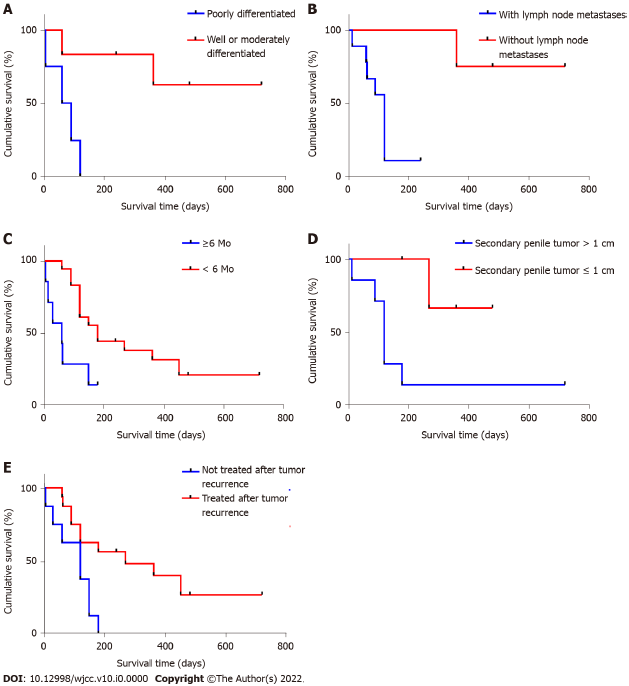 A
Poorly differentiated
Well or moderately
differentiated
Cumulative survival (%)
100
50
0
0 200 400 600 800
Survival time (days)
B
With lymph node metastases
Without lymph node
metastases
Cumulative survival (%)
100
50
0
0 200 400 600 800
Survival time (days)
C
≥6 Mo
< 6 Mo
Cumulative survival (%)
100
50
0
0 200 400 600 800
Survival time (days)
D
Secondary penile tumor > 1 cm
Secondary penile tumor ≤ 1 cm
Cumulative survival (%)
100
50
0
0 200 400 600 800
Survival time (days)
E
Not treated after tumor
recurrence
Treated after tumor
recurrence
Cumulative survival (%)
100
50
0
0 200 400 600 800
Survival time (days)
DOI: 10.12998/wjcc.v10.i0.0000 Copyright ©The Author(s) 2022.